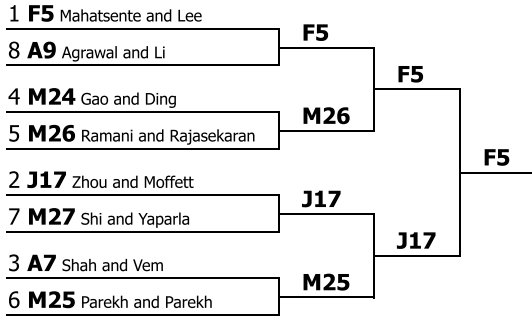 1 F5 Mahatsente and Lee
8 A9 Agrawal and Li
4 M24 Gao and Ding
5 M26 Ramani and Rajasekaran
2 J17 Zhou and Moffett
7 M27 Shi and Yaparla
3 A7 Shah and Vem
6 M25 Parekh and Parekh
F5
M26
J17
M25
F5
J17
F5